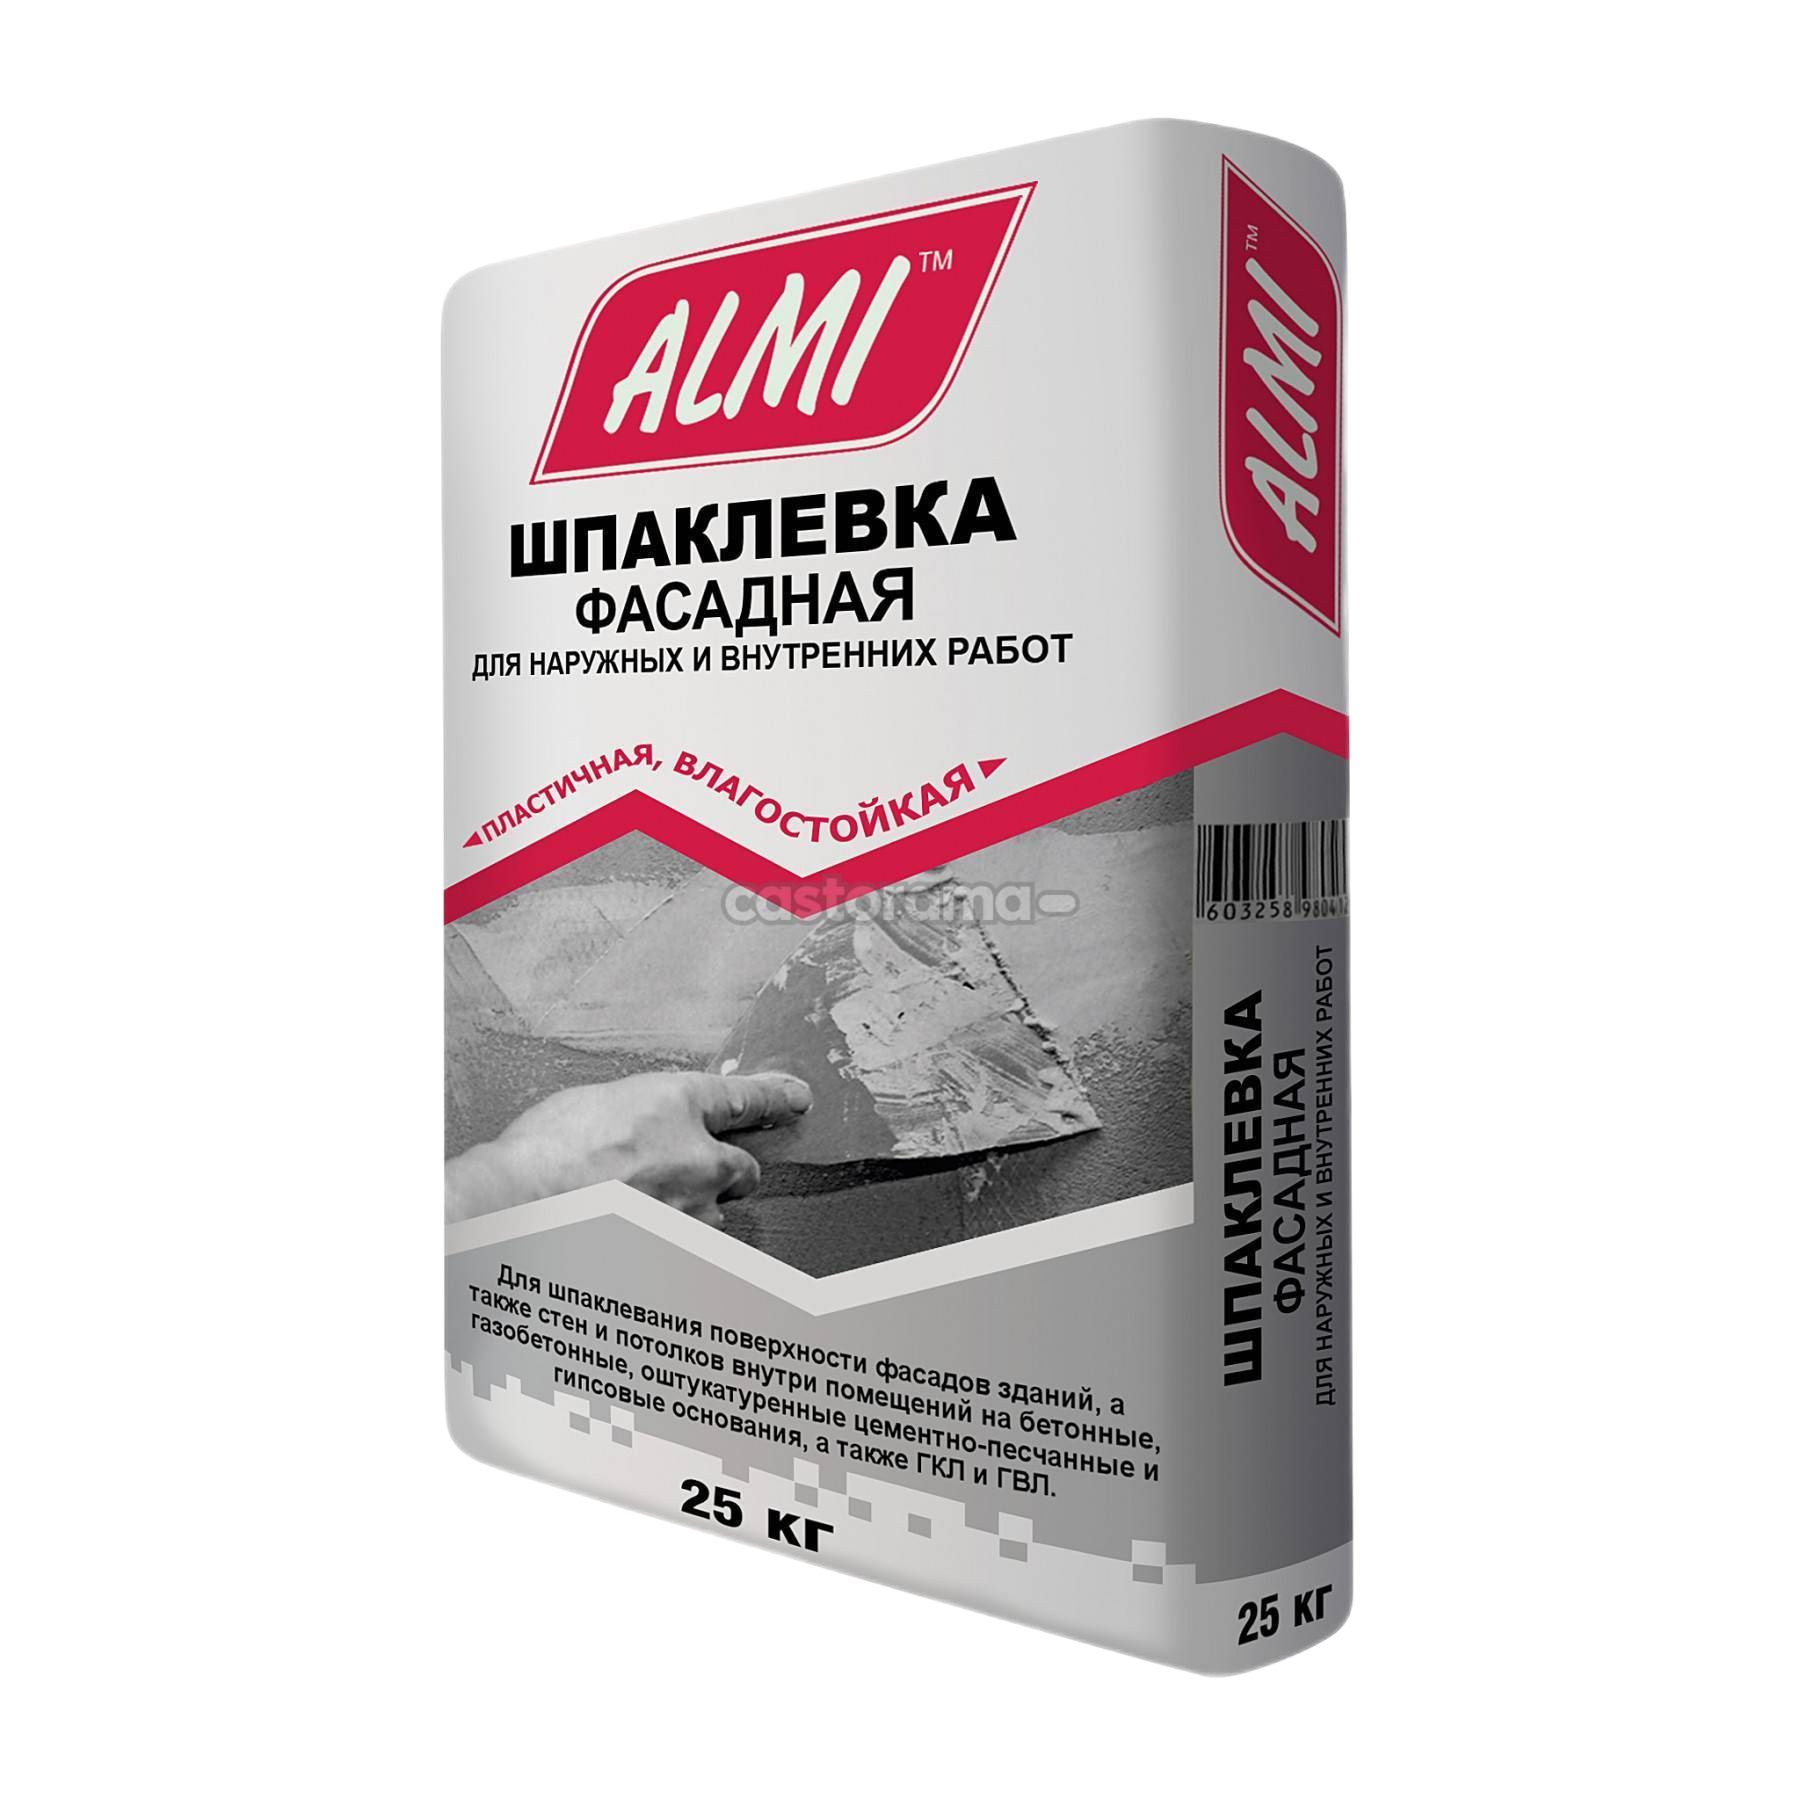 ALMI™
ШПАКЛЕВКА
ФАСАДНАЯ
ДЛЯ НАРУЖНЫХ И ВНУТРЕННИХ РАБОТ
ПЛАСТИЧНАЯ, ВЛАГОСТОЙКАЯ
castorama
Для шпаклевания поверхности фасадов зданий, а
также стен и потолков внутри помещений на бетонные,
газобетонные, оштукатуренные цементно-песчанные и
гипсовые основания, а также ГКЛ и ГВЛ.
25 кг
ALMI™
603258 98041
ШПАКЛЕВКА
ФАСАДНАЯ
ДЛЯ НАРУЖНЫХ И ВНУТРЕННИХ РАБОТ
25 кг